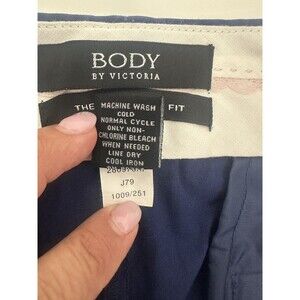 BODY
BY VICTORIA
THE
FIT
MACHINE WASH
COLD
NORMAL CYCLE
ONLY NON-
CHLORINE BLEACH
WHEN NEEDED
LINE DRY
COOL IRON
J79
1009/251